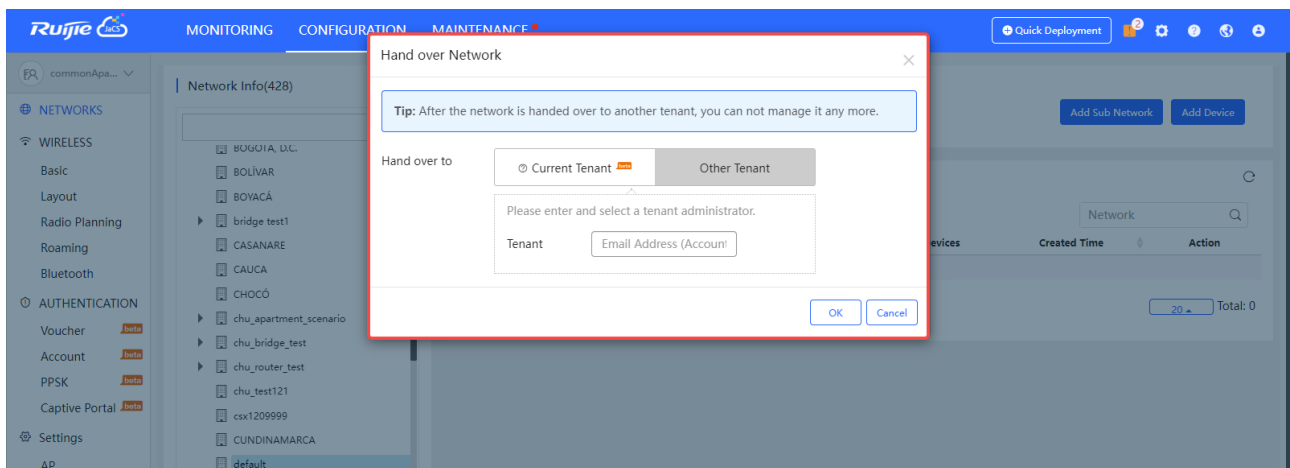 Ruijie JaCS MONITORING CONFIGURATION MAINTENANCE Quick Deployment 2
commonApa...
NETWORKS
WIRELESS
Basic
Layout
Radio Planning
Roaming
Bluetooth
AUTHENTICATION
Voucher beta
Account beta
PPSK beta
Captive Portal beta
Settings
AP
Network Info(428)
BOGOTÁ, D.C.
BOLÍVAR
BOYACÁ
bridge test1
CASANARE
CAUCA
CHOCÓ
chu_apartment_scenario
chu_bridge_test
chu_router_test
chu_test121
csx1209999
CUNDINAMARCA
default
Hand over Network
Tip: After the network is handed over to another tenant, you can not manage it any more.
Hand over to
Current Tenant beta
Other Tenant
Please enter and select a tenant administrator.
Tenant Email Address (Account
OK Cancel
Add Sub Network Add Device
Network
evices Created Time Action
20 Total: 0